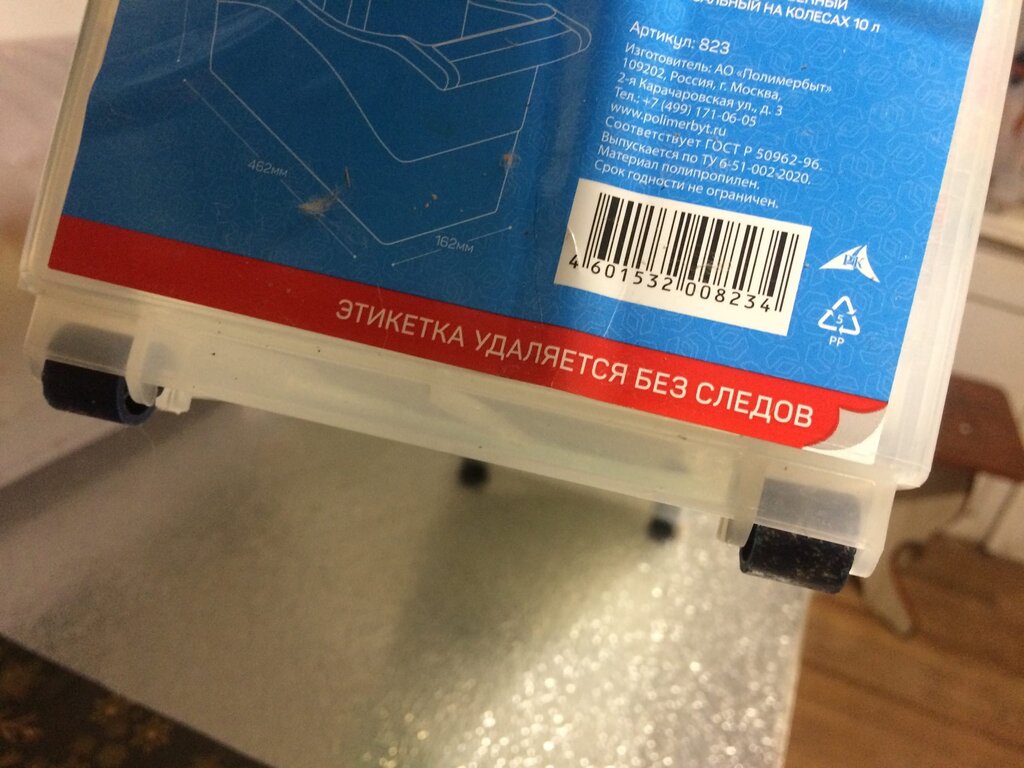 НА КОЛЕСАХ 10 л
Артикул: 823
Изготовитель: АО «Полимербыт»
109202, Россия, г. Москва,
2-я Карачаровская ул., д. 3
Тел.: +7 (499) 171-06-05
www.polimerbyt.ru
Соответствует ГОСТ Р 50962-96.
Выпускается по ТУ 6-51-002-2020.
Материал полипропилен.
Срок годности не ограничен.
462мм
162мм
4 601532 008234
5
PP
ЭТИКЕТКА УДАЛЯЕТСЯ БЕЗ СЛЕДОВ